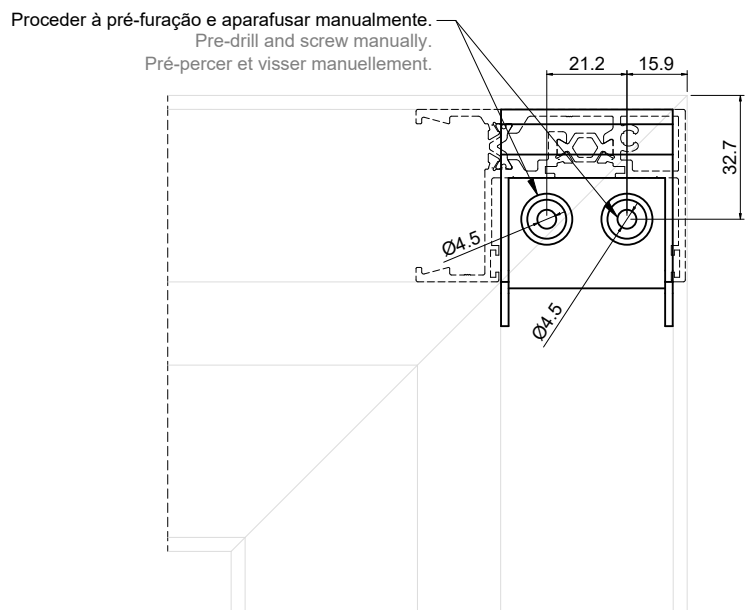 Proceder à pré-furação e aparafusar manualmente.
Pre-drill and screw manually.
Pré-percer et visser manuellement.
21.2
15.9
32.7
Ø4.5
Ø4.5